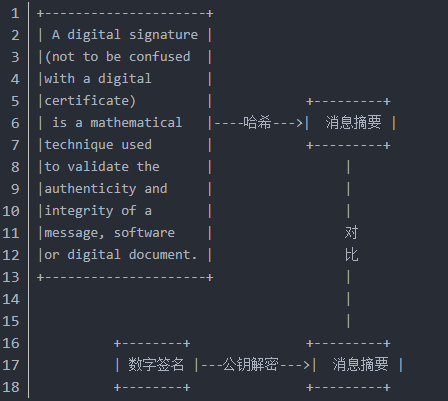 1 +---------------------+
2 | A digital signature |
3 |(not to be confused  |
4 |with a digital       |
5 |certificate)         |            +---------+
6 | is a mathematical   |----哈希--->|  消息摘要 |
7 |technique used       |            +---------+
8 |to validate the      |                 |
9 |authenticity and     |                 |
10 |integrity of a       |                 |
11 |message, software    |                 对
12 |or digital document. |                 比
13 +---------------------+                 |
14                                         |
15                                         |
16           +--------+               +---------+
17           | 数字签名 |---公钥解密--->|  消息摘要 |
18           +--------+               +---------+